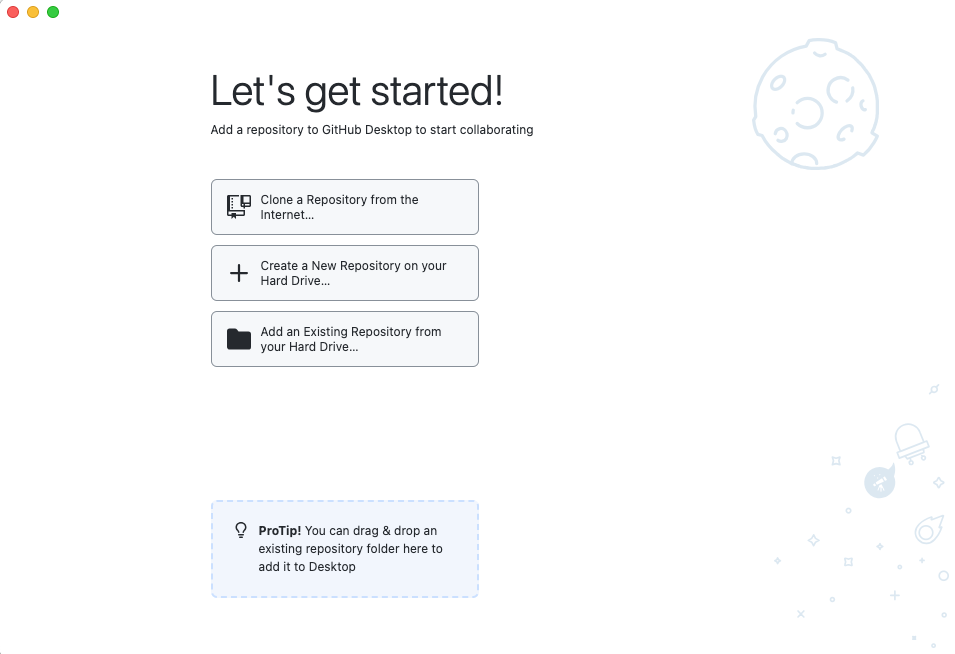 Let's get started!
Add a repository to GitHub Desktop to start collaborating
Clone a Repository from the
Internet...
Create a New Repository on your
Hard Drive...
Add an Existing Repository from
your Hard Drive...
ProTip! You can drag & drop an
existing repository folder here to
add it to Desktop